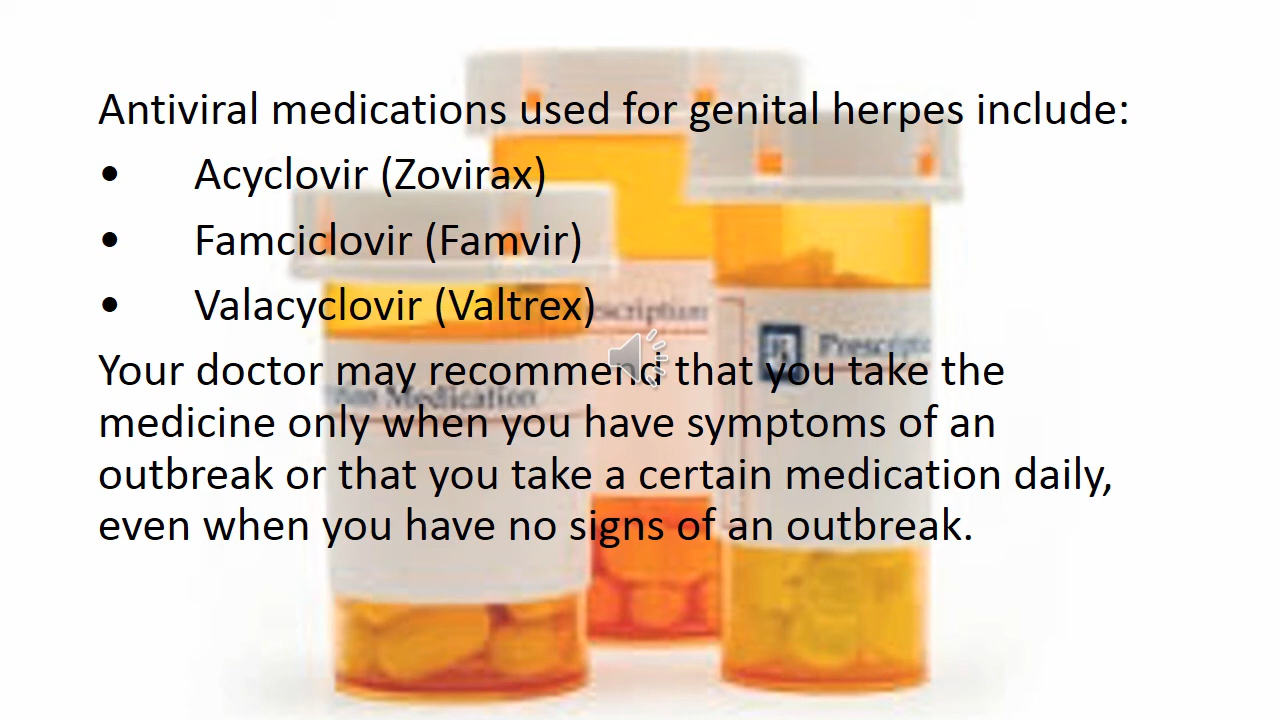 Antiviral medications used for genital herpes include:
• Acyclovir (Zovirax)
• Famciclovir (Famvir)
• Valacyclovir (Valtrex)
Your doctor may recommend that you take the
medicine only when you have symptoms of an
outbreak or that you take a certain medication daily,
even when you have no signs of an outbreak.
Medication